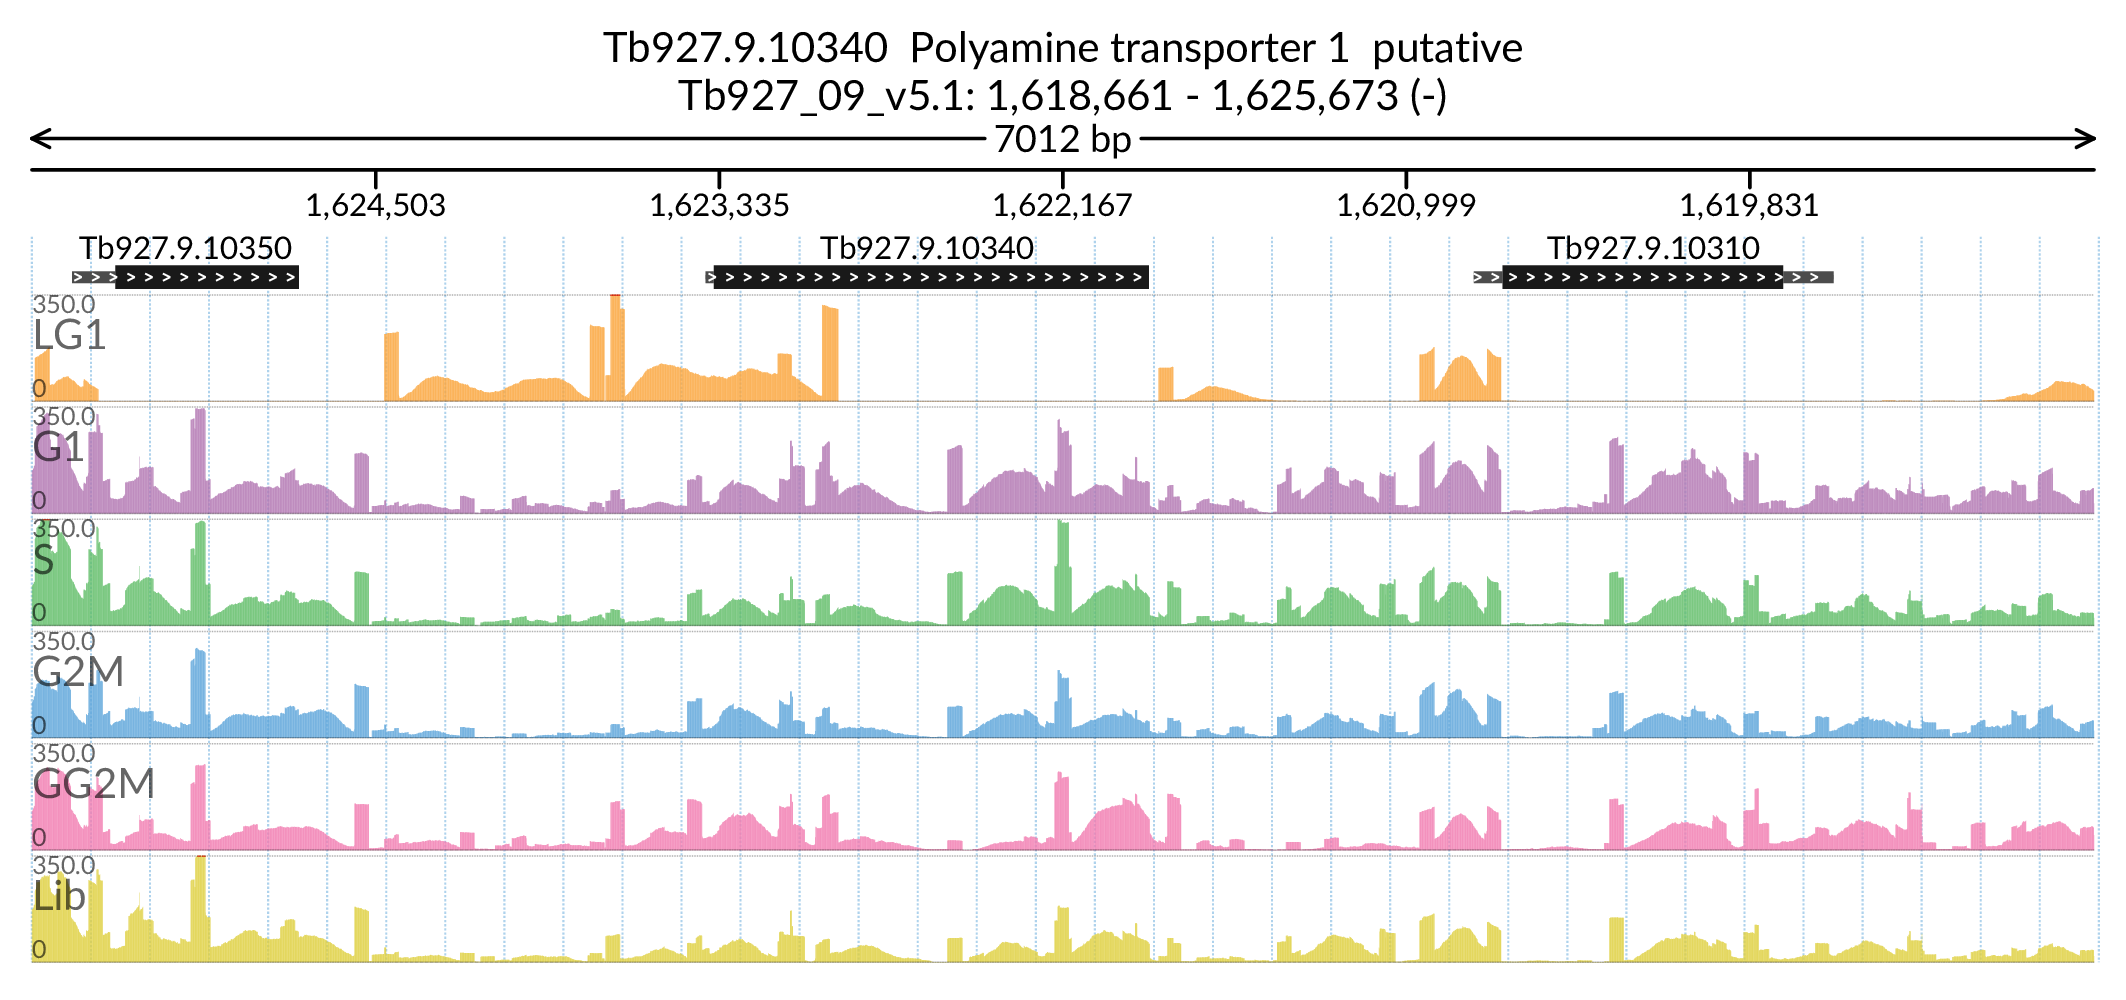 Tb927.9.10340  Polyamine transporter 1  putative
Tb927_09_v5.1: 1,618,661 - 1,625,673 (-)
7012 bp
1,624,503 1,623,335 1,622,167 1,620,999 1,619,831
Tb927.9.10350 Tb927.9.10340 Tb927.9.10310
350.0
LG1
0
350.0
G1
0
350.0
S
0
350.0
G2M
0
350.0
GG2M
0
350.0
Lib
0